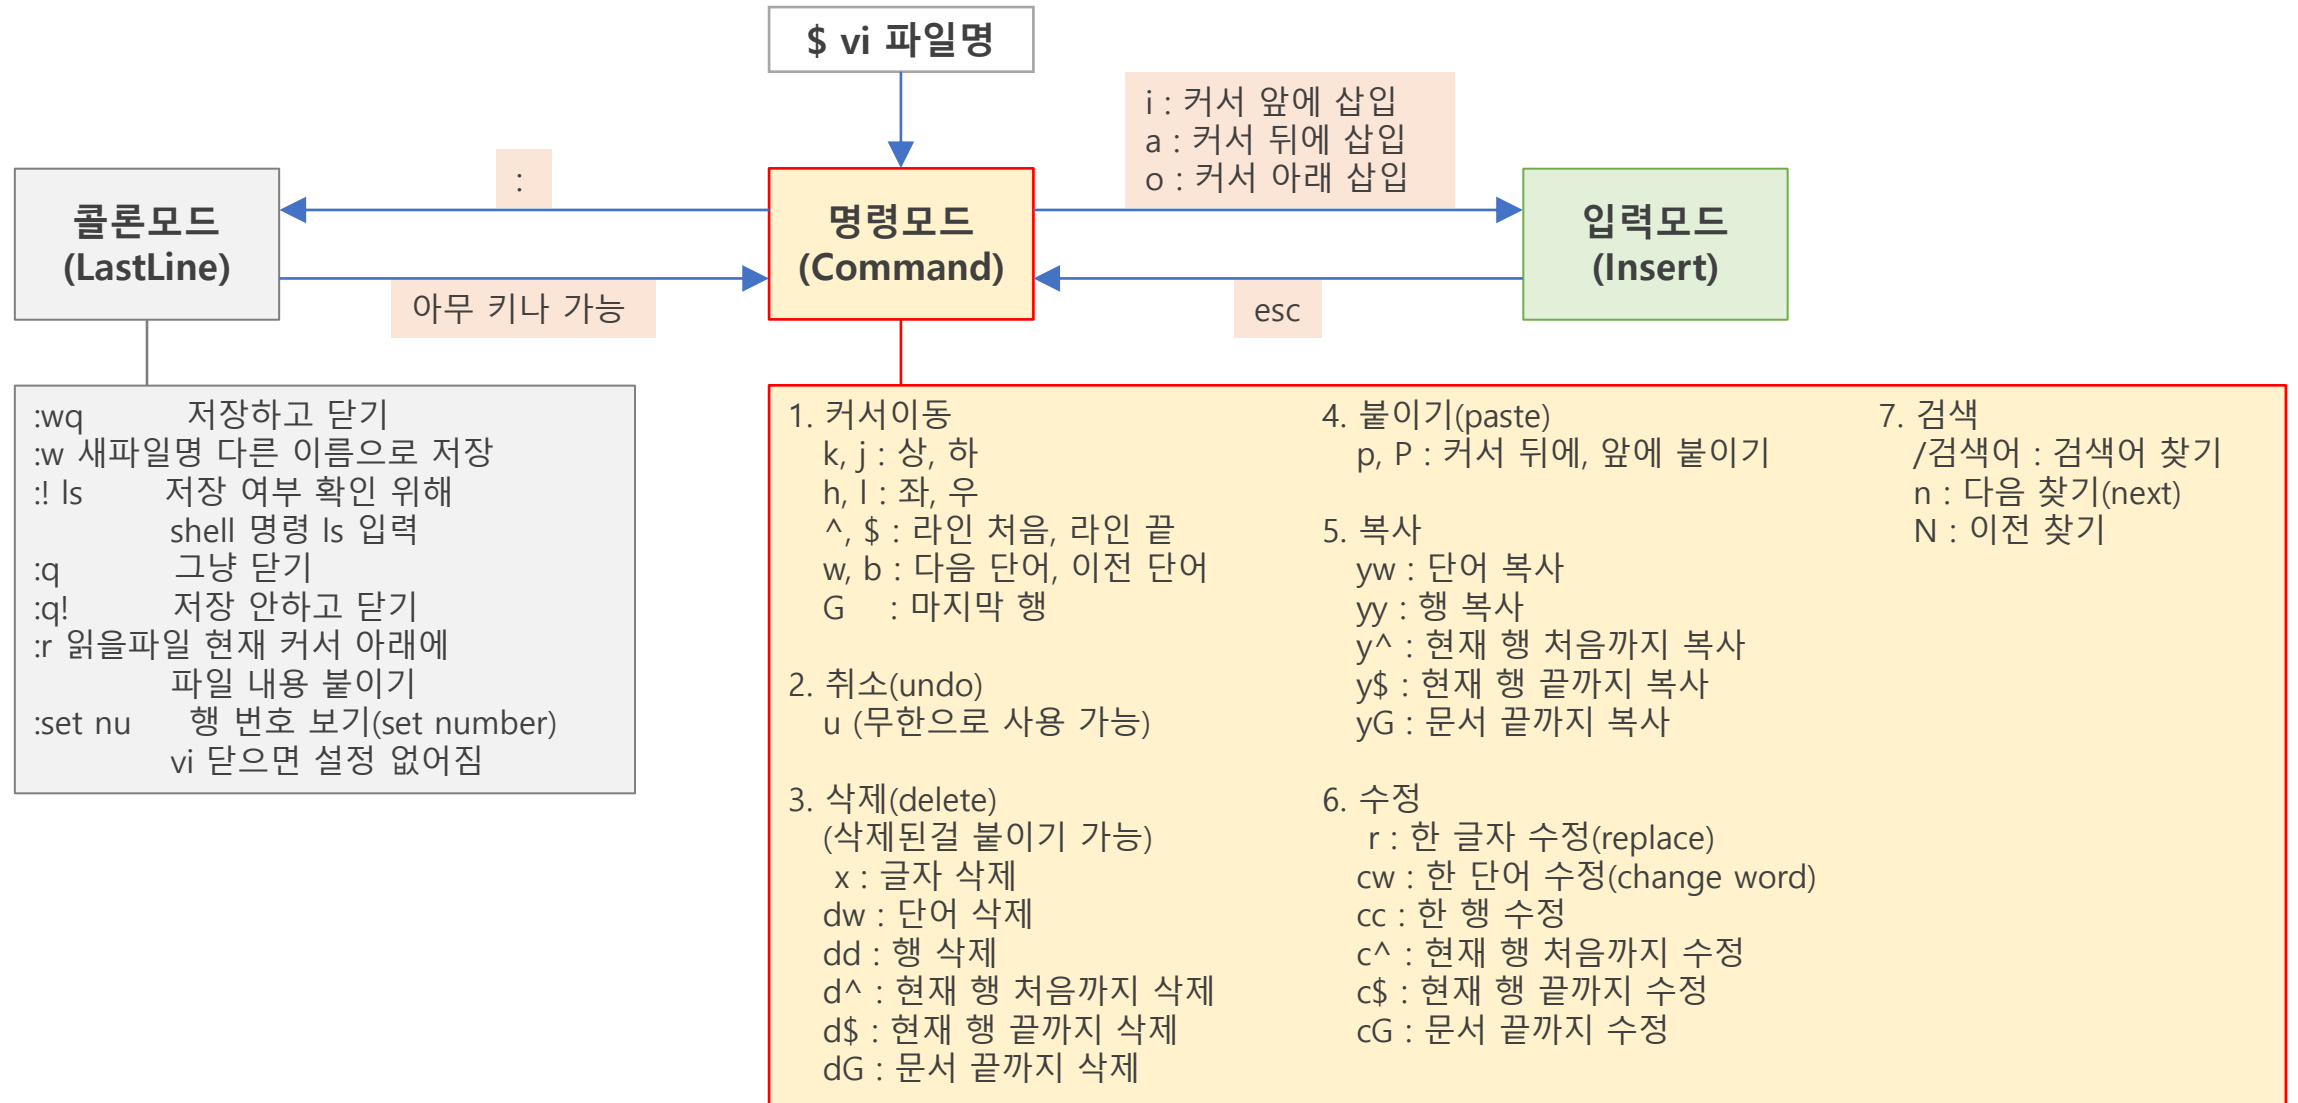 $ vi 파일명
i : 커서 앞에 삽입
a : 커서 뒤에 삽입
o : 커서 아래 삽입
:
콜론모드
(LastLine)
명령모드
(Command)
입력모드
(Insert)
아무 키나 가능
esc
:wq 저장하고 닫기
:w 새파일명 다른 이름으로 저장
:! ls 저장 여부 확인 위해
shell 명령 ls 입력
:q 그냥 닫기
:q! 저장 안하고 닫기
:r 읽을파일 현재 커서 아래에
파일 내용 붙이기
:set nu 행 번호 보기(set number)
vi 닫으면 설정 없어짐
1. 커서이동
k, j : 상, 하
h, l : 좌, 우
^, $ : 라인 처음, 라인 끝
w, b : 다음 단어, 이전 단어
G : 마지막 행
2. 취소(undo)
u (무한으로 사용 가능)
3. 삭제(delete)
(삭제된걸 붙이기 가능)
x : 글자 삭제
dw : 단어 삭제
dd : 행 삭제
d^ : 현재 행 처음까지 삭제
d$ : 현재 행 끝까지 삭제
dG : 문서 끝까지 삭제
4. 붙이기(paste)
p, P : 커서 뒤에, 앞에 붙이기
5. 복사
yw : 단어 복사
yy : 행 복사
y^ : 현재 행 처음까지 복사
y$ : 현재 행 끝까지 복사
yG : 문서 끝까지 복사
6. 수정
r : 한 글자 수정(replace)
cw : 한 단어 수정(change word)
cc : 한 행 수정
c^ : 현재 행 처음까지 수정
c$ : 현재 행 끝까지 수정
cG : 문서 끝까지 수정
7. 검색
/검색어 : 검색어 찾기
n : 다음 찾기(next)
N : 이전 찾기